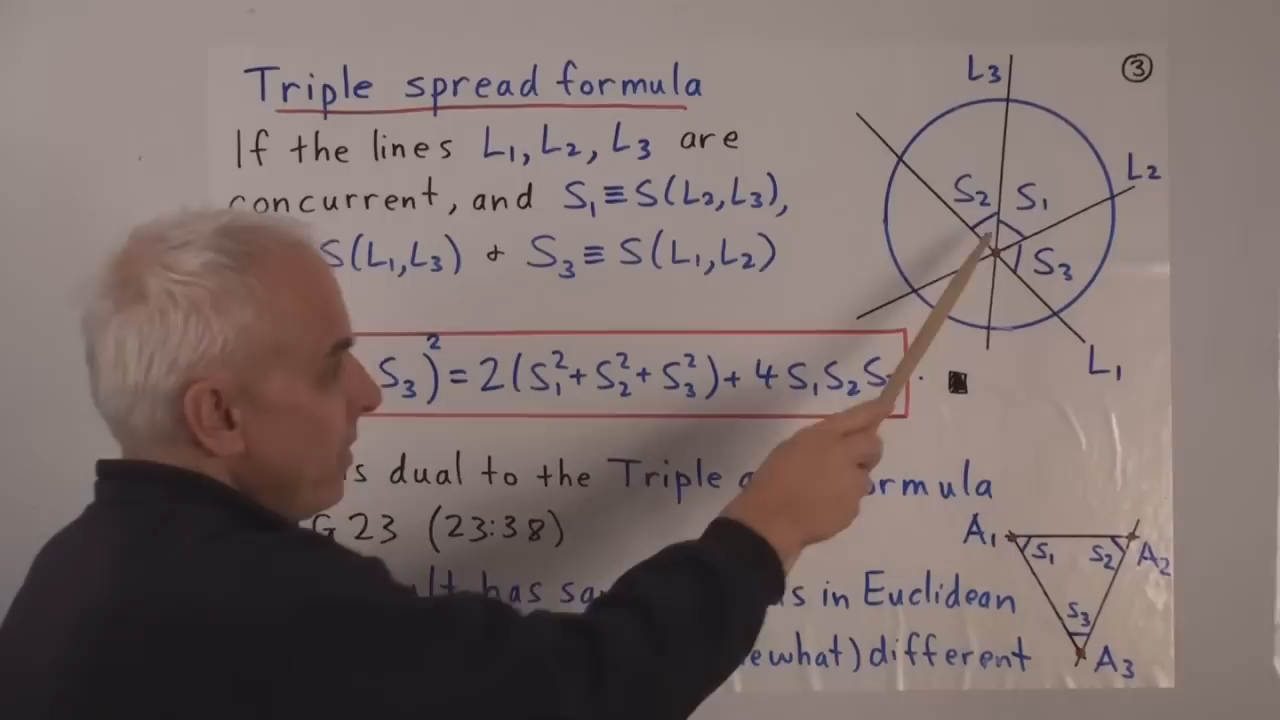 Triple spread formula
If the lines L₁, L₂, L₃ are
concurrent, and S₁ ≡ S(L₂, L₃),
S(L₁, L₃) & S₃ ≡ S(L₁, L₂)
S₃)² = 2(S₁² + S₂² + S₃²) + 4 S₁ S₂ S
s dual to the Triple ormula
G 23 (23:38)
has sa s in Euclidean
ewhat) different
3
L₃
L₂
S₂ S₁
S₃
L₁
A₁ S₁ S₂ A₂
S₃
A₃